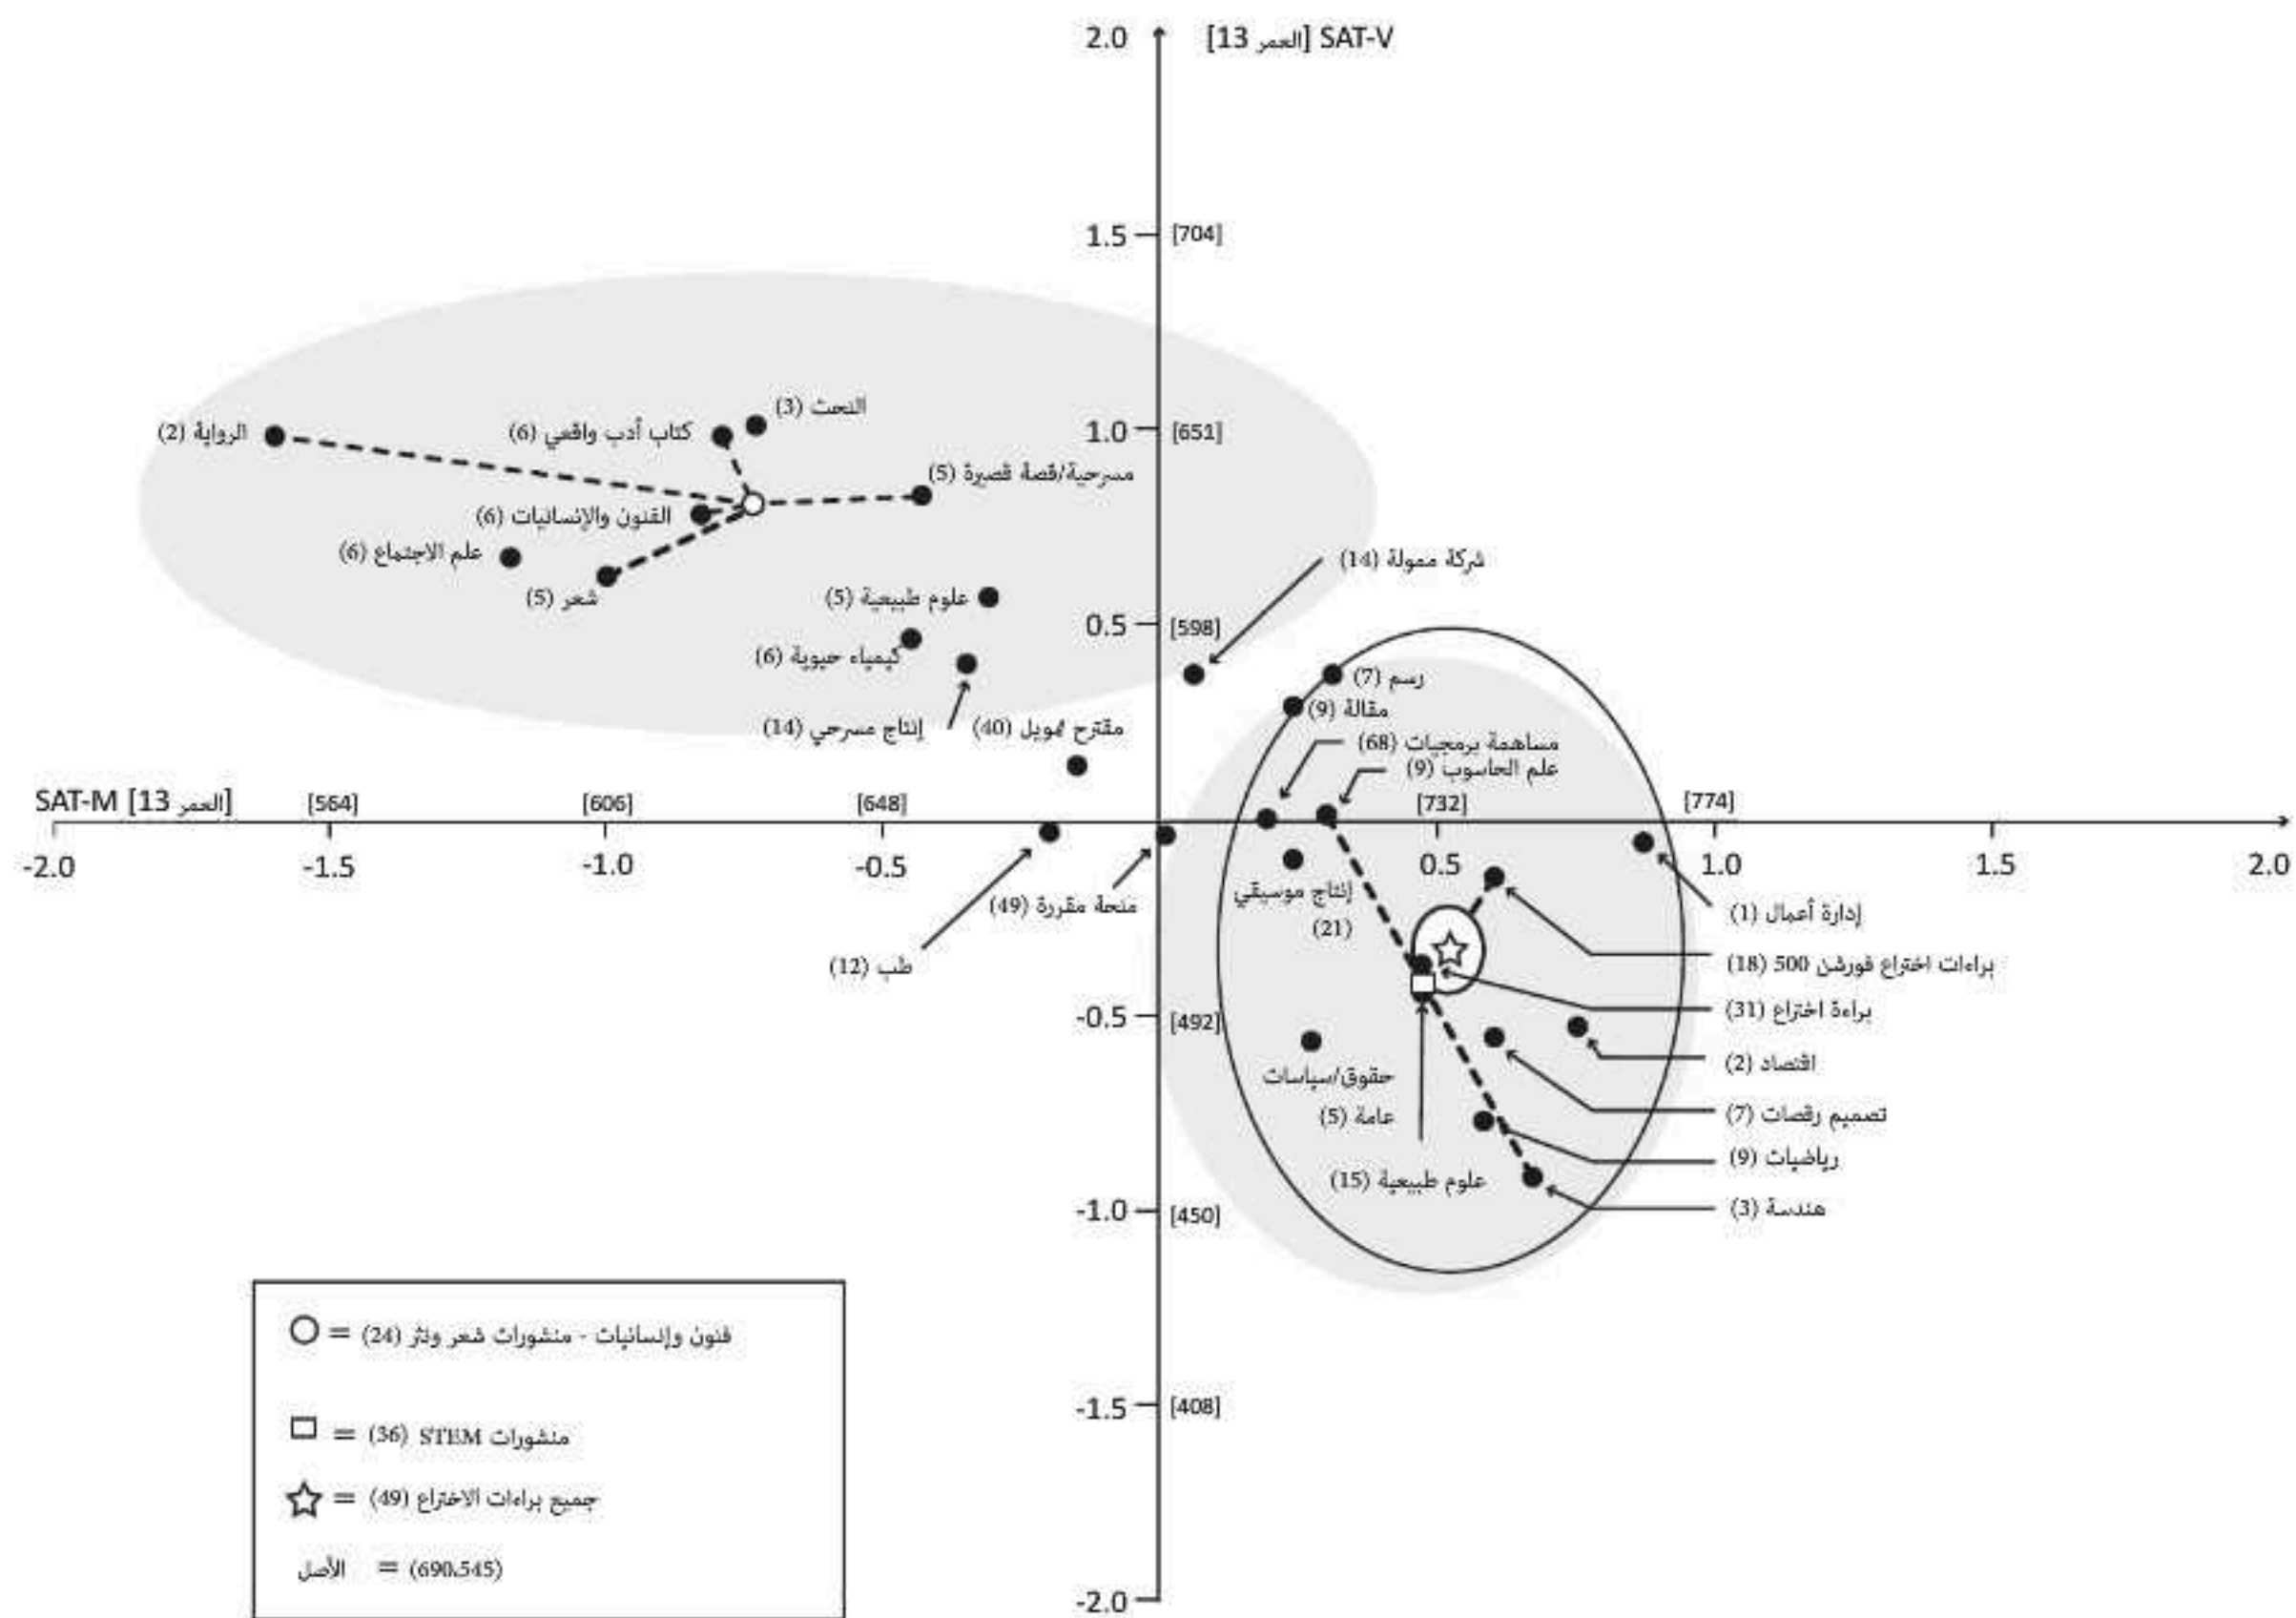 2.0
[العمر 13] SAT-V
1.5 [704]
النحت (3)
الرواية (2)
كتاب أدب واقعي (6)
1.0 [651]
مسرحية/قصة قصيرة (5)
الفنون والإنسانيات (6)
علم الاجتماع (6)
شركة ممولة (14)
شعر (5)
علوم طبيعية (5)
0.5 [598]
كيمياء حيوية (6)
رسم (7)
مقالة (9)
إنتاج مسرحي (14)
مقترح تمويل (40)
مساهمة برمجيات (68)
علم الحاسوب (9)
SAT-M [العمر 13]
[564] [606] [648] [732] [774]
-2.0 -1.5 -1.0 -0.5 0.5 1.0 1.5 2.0
إنتاج موسيقي
(21)
منحة مقررة (49)
إدارة أعمال (1)
طب (12)
براءات اختراع فورشن 500 (18)
براءة اختراع (31)
-0.5 [492]
اقتصاد (2)
حقوق/سياسات
عامة (5)
تصميم رقصات (7)
رياضيات (9)
علوم طبيعية (15)
هندسة (3)
-1.0 [450]
-1.5 [408]
-2.0
= فنون وإنسانيات - منشورات شعر ونثر (24)
= منشورات STEM (36)
= جميع براءات الاختراع (49)
الأصل = (690،545)